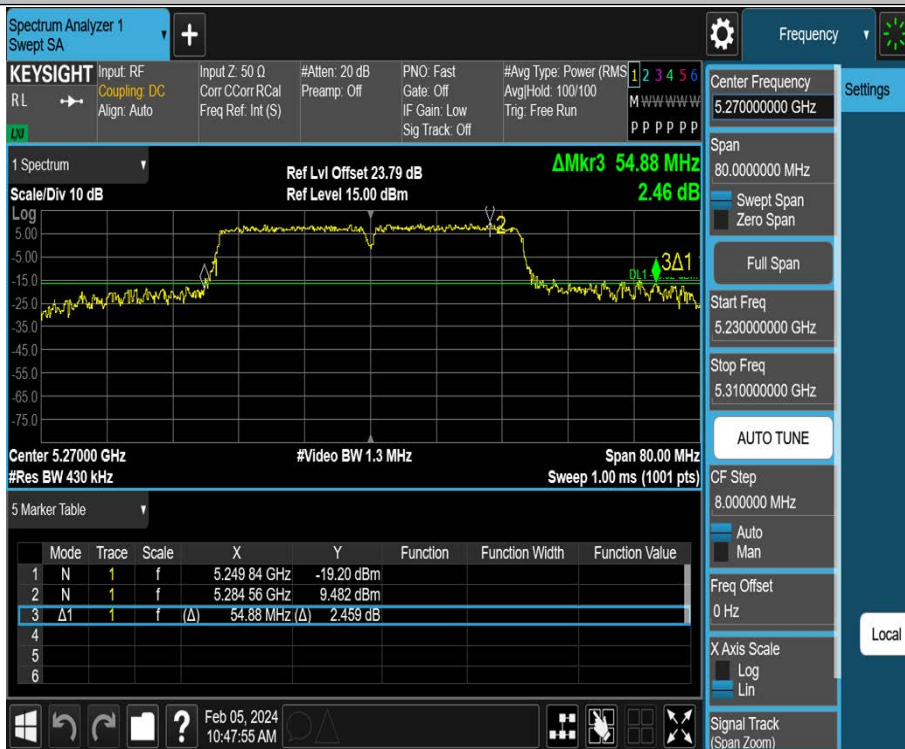 Spectrum Analyzer 1
Swept SA
Frequency
KEYSIGHT
RL
LXI
Input: RF
Coupling: DC
Align: Auto
Input Z: 50 Ω
Corr CCorr RCal
Freq Ref: Int (S)
#Atten: 20 dB
Preamp: Off
PNO: Fast
Gate: Off
IF Gain: Low
Sig Track: Off
#Avg Type: Power (RMS
Avg|Hold: 100/100
Trig: Free Run
1 2 3 4 5 6
M W W W W W
P P P P P P
Center Frequency
5.270000000 GHz
Settings
1 Spectrum
Scale/Div 10 dB
Ref Lvl Offset 23.79 dB
Ref Level 15.00 dBm
ΔMkr3 54.88 MHz
2.46 dB
Log
5.00
-5.00
-15.0
-25.0
-35.0
-45.0
-55.0
-65.0
-75.0
2
3Δ1
Center 5.27000 GHz
#Res BW 430 kHz
#Video BW 1.3 MHz
Span 80.00 MHz
Sweep 1.00 ms (1001 pts)
Span
80.0000000 MHz
Swept Span
Zero Span
Full Span
Start Freq
5.230000000 GHz
Stop Freq
5.310000000 GHz
AUTO TUNE
CF Step
8.000000 MHz
Auto
Man
Freq Offset
0 Hz
X Axis Scale
Log
Lin
Signal Track
(Span Zoom)
Local
5 Marker Table
Mode Trace Scale X Y Function Function Width Function Value
1 N 1 f 5.249 84 GHz -19.20 dBm
2 N 1 f 5.284 56 GHz 9.482 dBm
3 Δ1 1 f (Δ) 54.88 MHz (Δ) 2.459 dB
4
5
6
Feb 05, 2024
10:47:55 AM